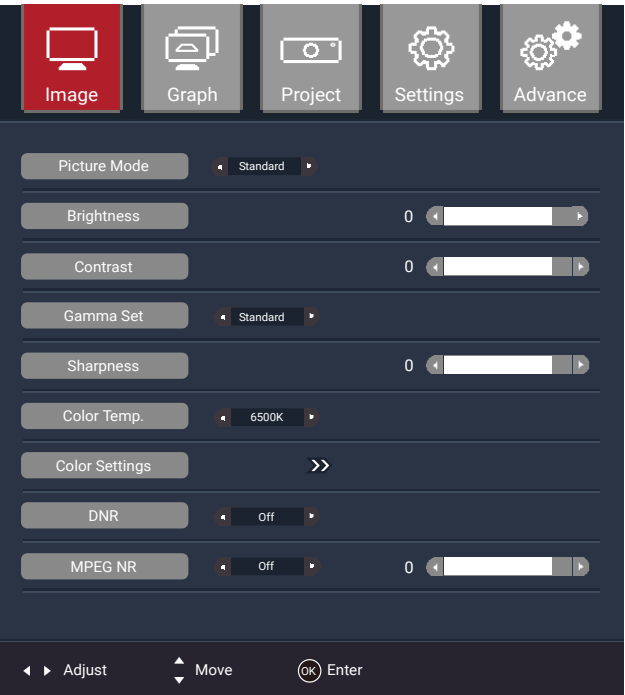 Image
Graph
Project
Settings
Advance
Picture Mode
Standard
Brightness
0
Contrast
0
Gamma Set
Standard
Sharpness
0
Color Temp.
6500K
Color Settings
DNR
Off
MPEG NR
Off
0
Adjust
Move
OK Enter